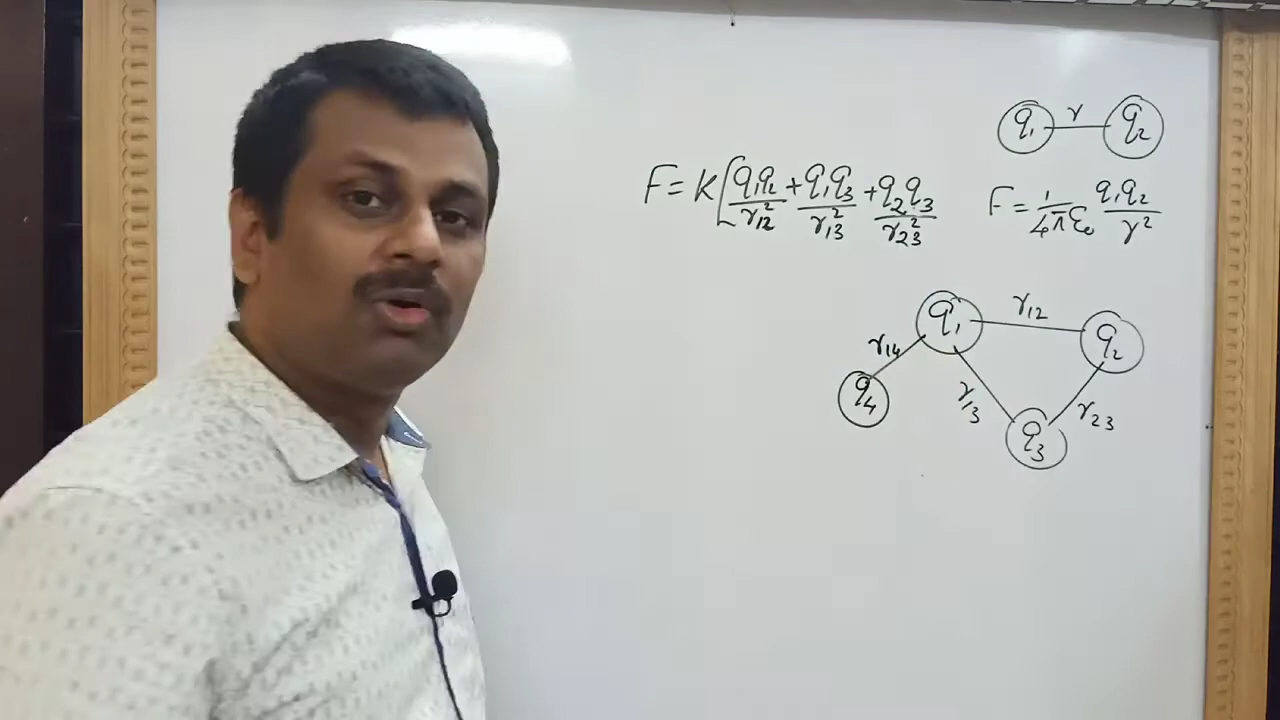 q₁ r q₂
F = K[q₁q₂/r₁₂² + q₁q₃/r₁₃² + q₂q₃/r₂₃²
F = 1/4πε₀ q₁q₂/r²
q₁ r₁₂ q₂
r₁₄
q₄ r₁₃ r₂₃
q₃